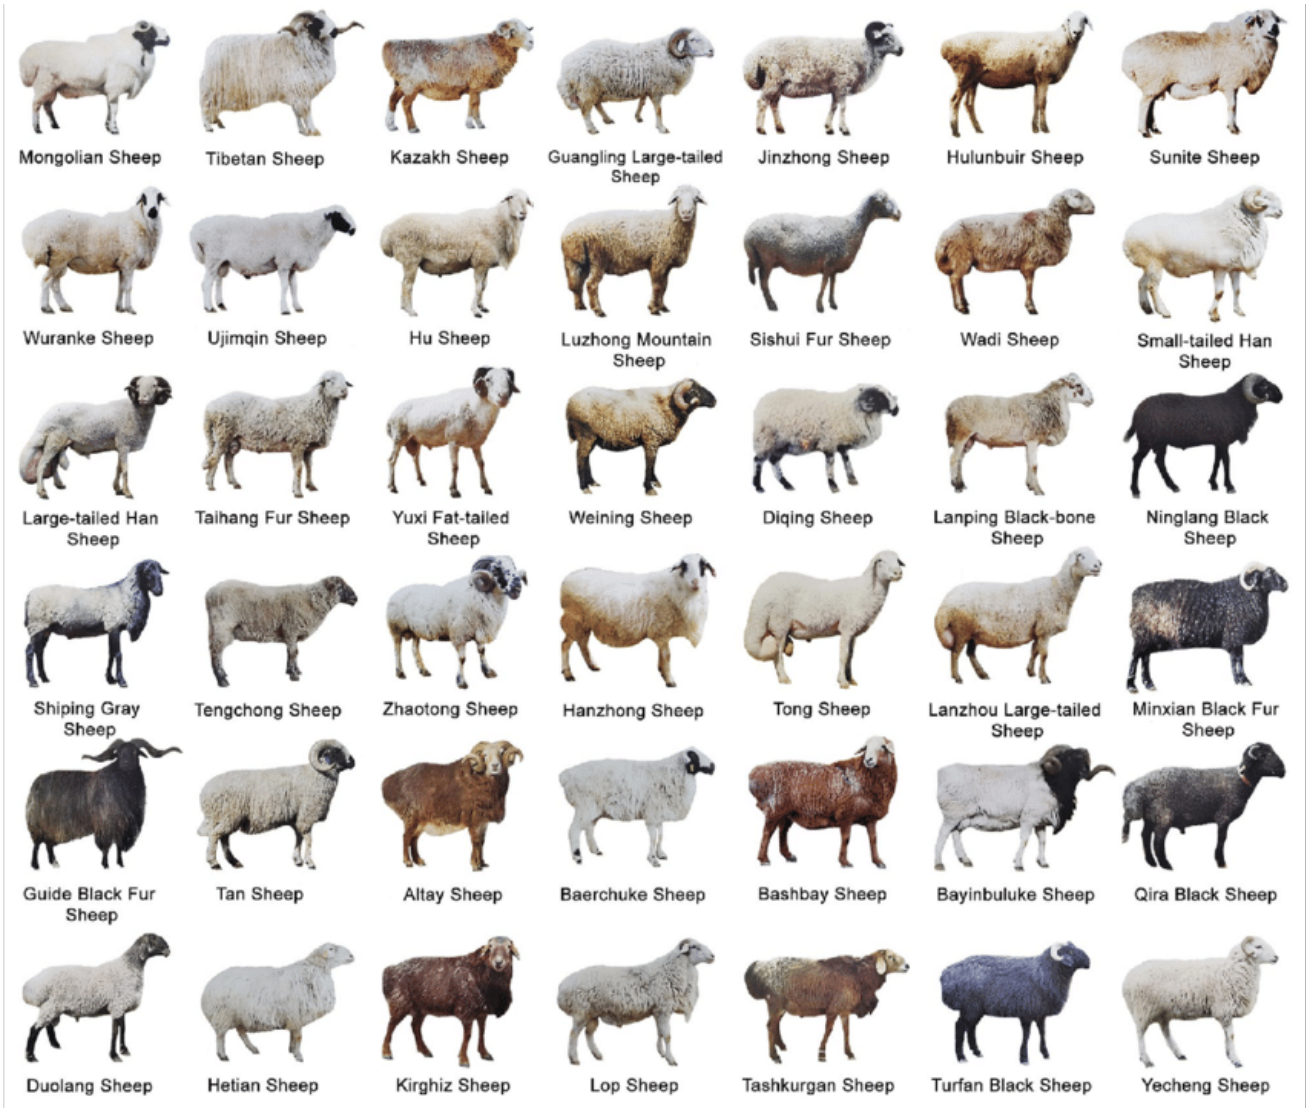 Mongolian Sheep
Tibetan Sheep
Kazakh Sheep
Guangling Large-tailed
Sheep
Jinzhong Sheep
Hulunbuir Sheep
Sunite Sheep
Wuranke Sheep
Ujimqin Sheep
Hu Sheep
Luzhong Mountain
Sheep
Sishui Fur Sheep
Wadi Sheep
Small-tailed Han
Sheep
Large-tailed Han
Sheep
Taihang Fur Sheep
Yuxi Fat-tailed
Sheep
Weining Sheep
Diqing Sheep
Lanping Black-bone
Sheep
Ninglang Black
Sheep
Shiping Gray
Sheep
Tengchong Sheep
Zhaotong Sheep
Hanzhong Sheep
Tong Sheep
Lanzhou Large-tailed
Sheep
Minxian Black Fur
Sheep
Guide Black Fur
Sheep
Tan Sheep
Altay Sheep
Baerchuke Sheep
Bashbay Sheep
Bayinbuluke Sheep
Qira Black Sheep
Duolang Sheep
Hetian Sheep
Kirghiz Sheep
Lop Sheep
Tashkurgan Sheep
Turfan Black Sheep
Yecheng Sheep